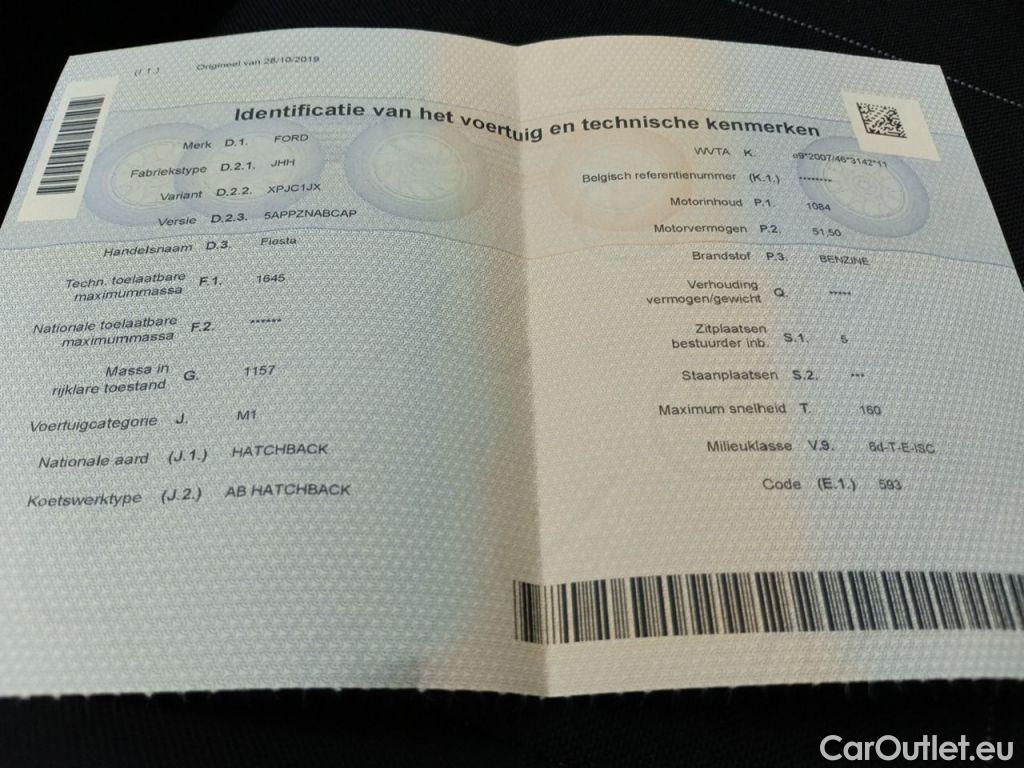 (I 1.) Origineel van 28/10/2019
Identificatie van het voertuig en technische kenmerken
Merk D.1. FORD
Fabriekstype D.2.1. JHH
Variant D.2.2. XPJC1JX
Versie D.2.3. 5APPZNABCAP
Handelsnaam D.3. Fiesta
Techn. toelaatbare
maximummassa F.1. 1645
Nationale toelaatbare
maximummassa F.2. ******
Massa in
rijklare toestand G. 1157
Voertuigcategorie J. M1
Nationale aard (J.1.) HATCHBACK
Koetswerktype (J.2.) AB HATCHBACK
WVTA K. e9*2007/46*3142*11
Belgisch referentienummer (K.1.) ********
Motorinhoud P.1. 1084
Motorvermogen P.2. 51,50
Brandstof P.3. BENZINE
Verhouding
vermogen/gewicht Q. *****
Zitplaatsen
bestuurder inb. S.1. 5
Staanplaatsen S.2. ***
Maximum snelheid T. 160
Milieuklasse V.9. 6d-T-E-ISC
Code (E.1.) 593
CarOutlet.eu